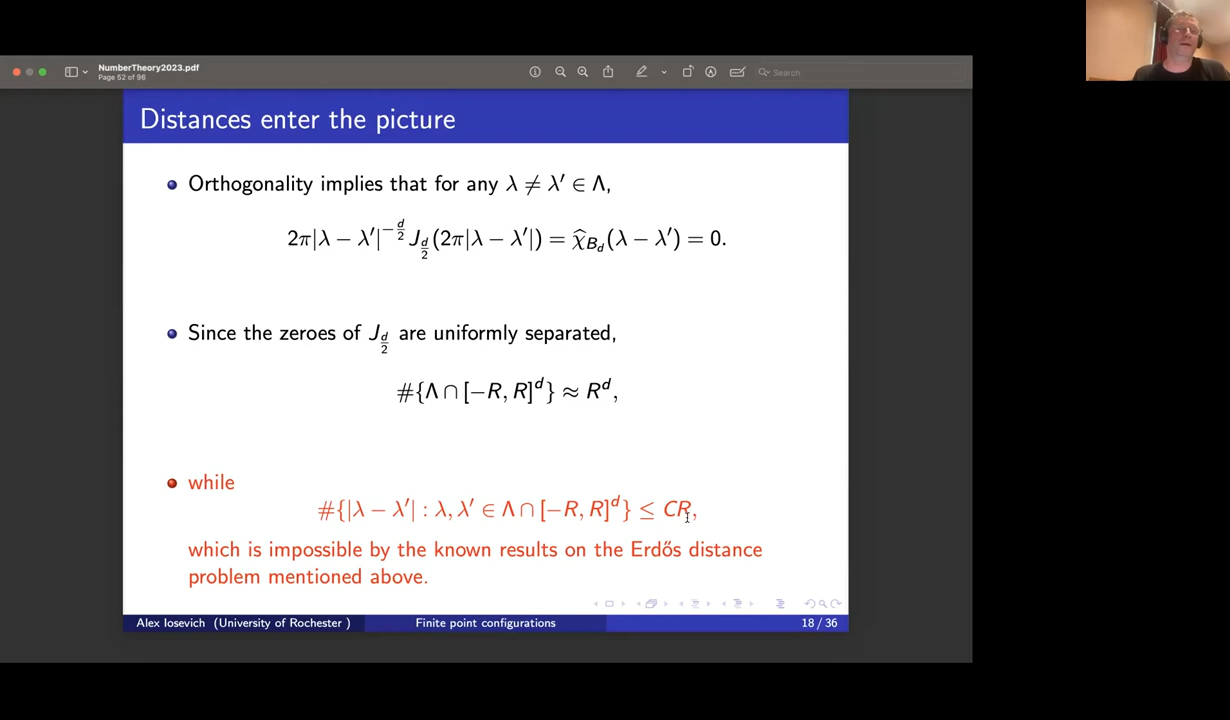 NumberTheory2023.pdf
Page 52 of 96
Search
Distances enter the picture
Orthogonality implies that for any λ ≠ λ′ ∈ Λ,
2π|λ − λ′|^{−d/2} J_{d/2}(2π|λ − λ′|) = χ̂_{B_d}(λ − λ′) = 0.
Since the zeroes of J_{d/2} are uniformly separated,
#{Λ ∩ [−R, R]^d} ≈ R^d,
while
#{|λ − λ′| : λ, λ′ ∈ Λ ∩ [−R, R]^d} ≤ CR,
which is impossible by the known results on the Erdős distance
problem mentioned above.
Alex Iosevich (University of Rochester ) Finite point configurations 18 / 36